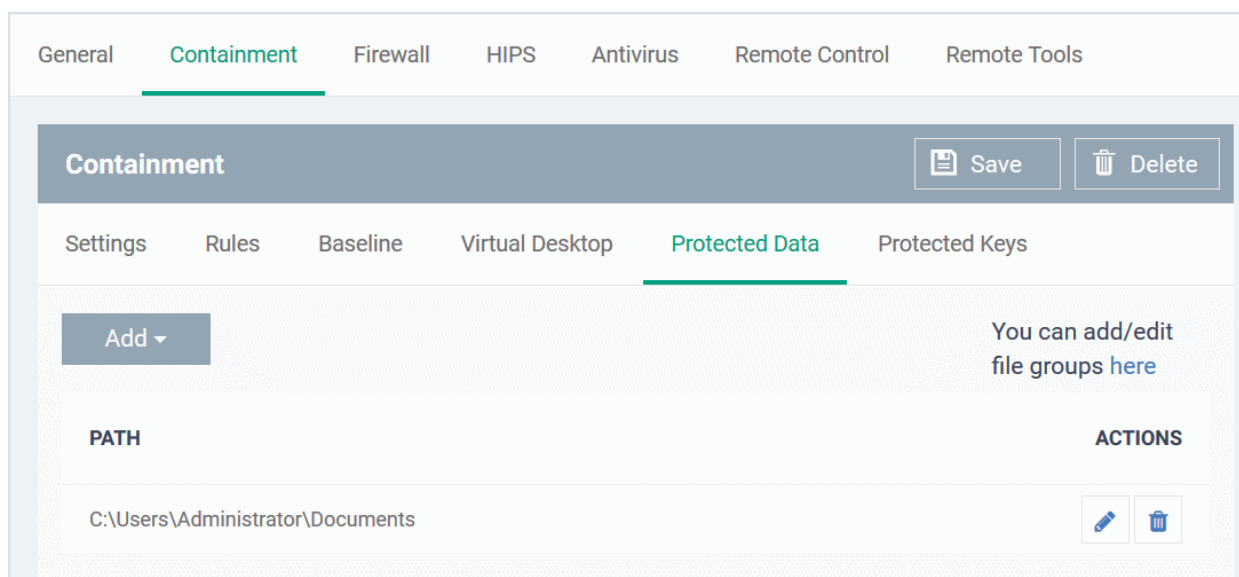 General Containment Firewall HIPS Antivirus Remote Control Remote Tools
Containment Save Delete
Settings Rules Baseline Virtual Desktop Protected Data Protected Keys
Add
You can add/edit
file groups here
PATH ACTIONS
C:\Users\Administrator\Documents